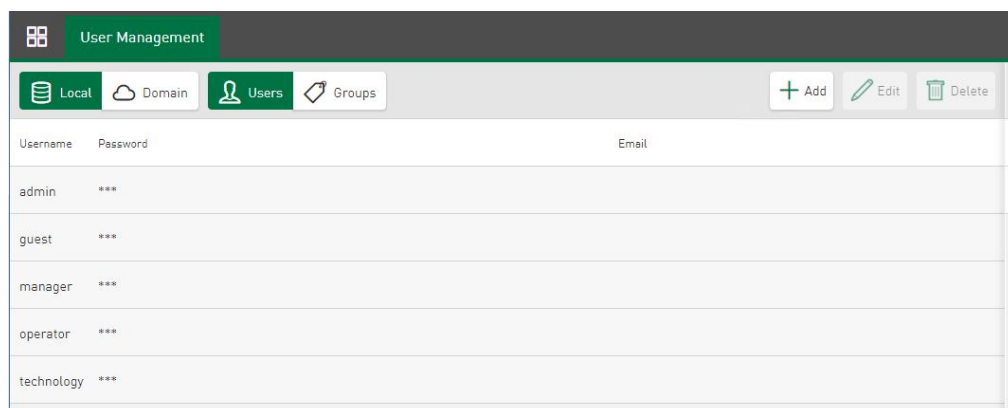 User Management
Local Domain Users Groups Add Edit Delete
Username Password Email
admin ***
guest ***
manager ***
operator ***
technology ***